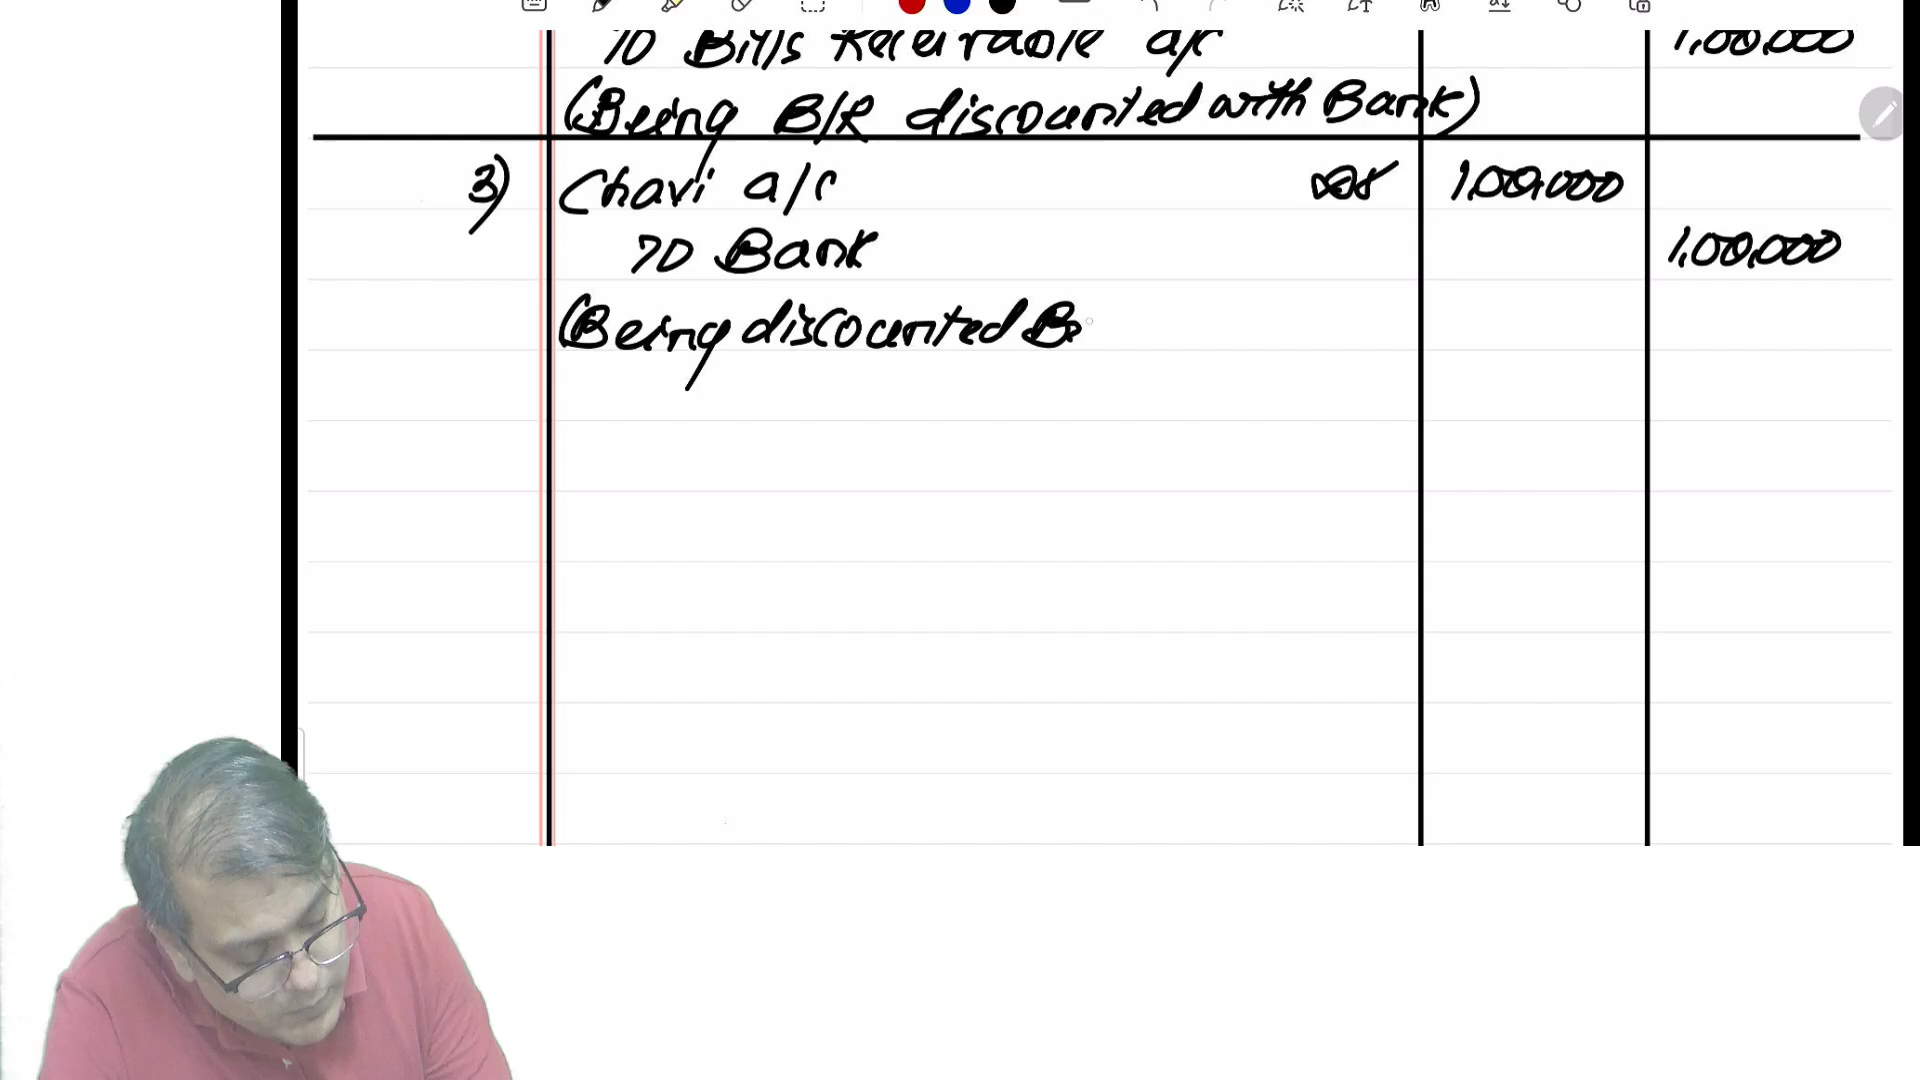 To Bills Receivable a/c 1,00,000
(Being B/R discounted with Bank)
3) Chavi a/c Dr 1,00,000
To Bank 1,00,000
(Being discounted B